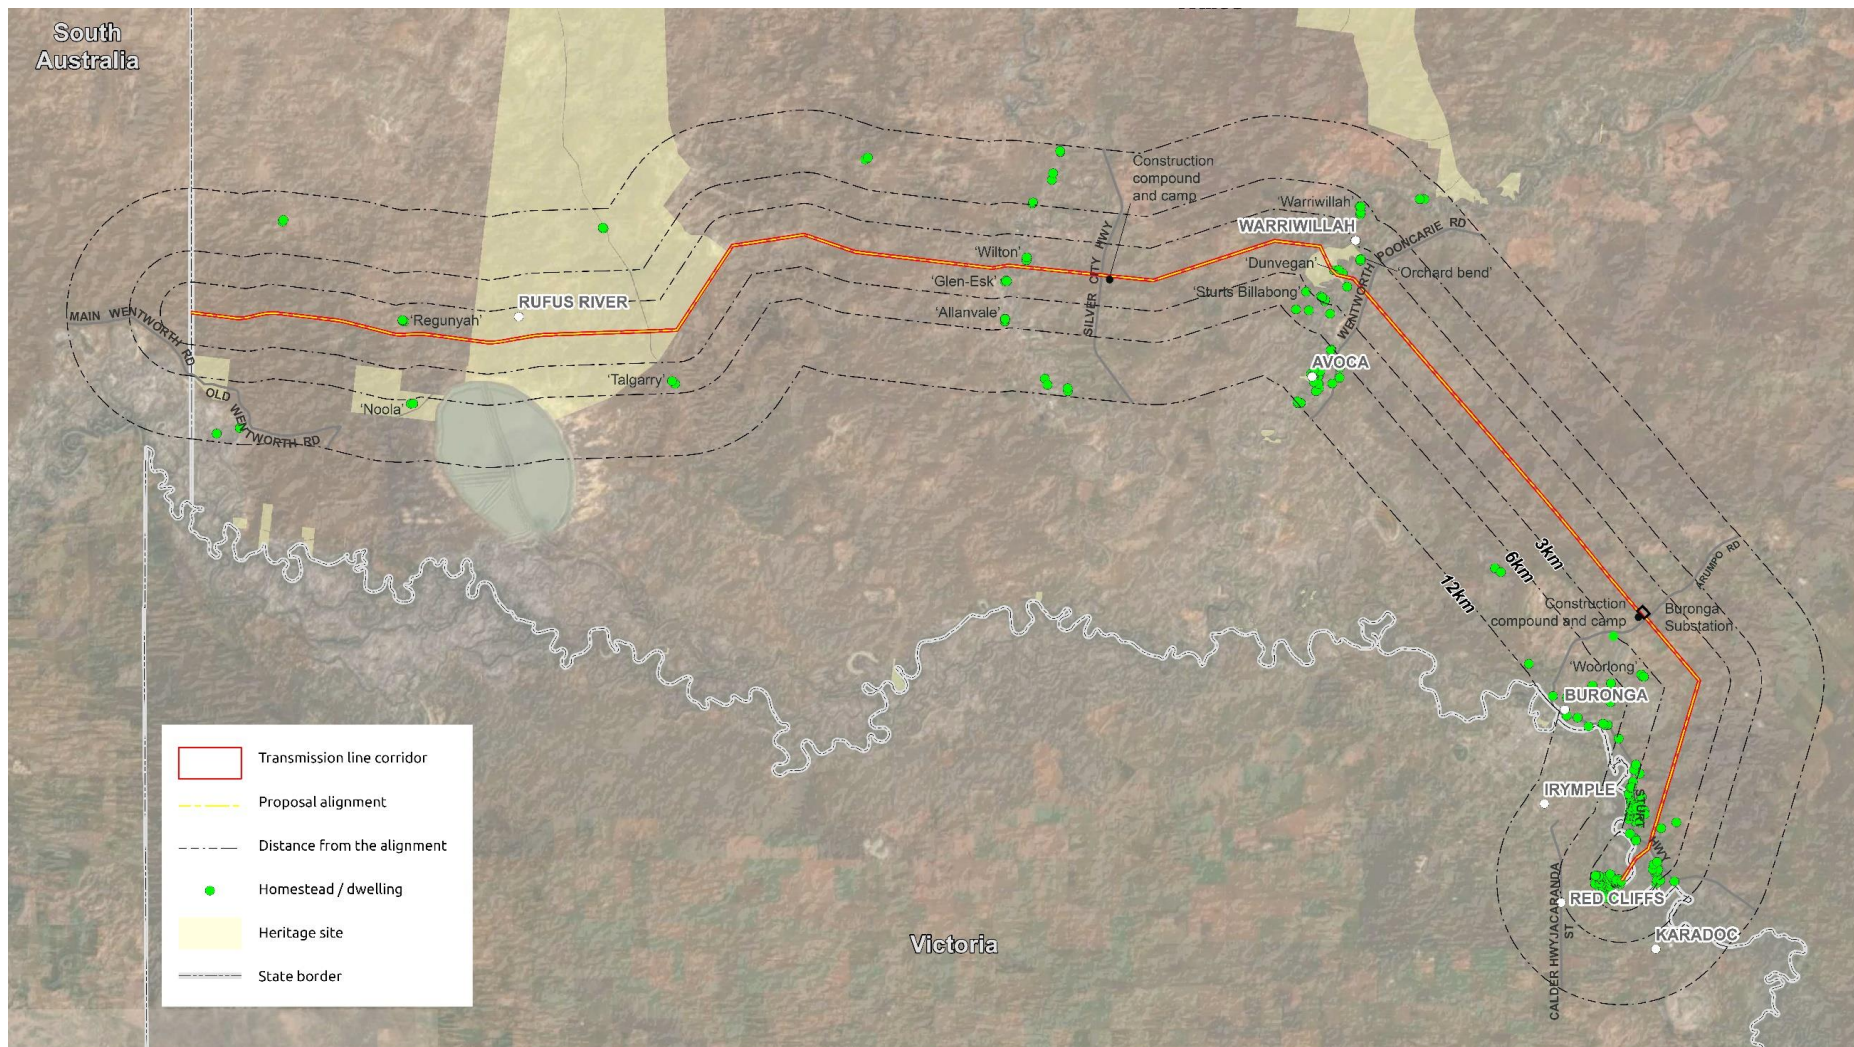 South
Australia
Construction
compound
and camp
'Warriwillah'
WARRIWILLAH
POONCARIE RD
'Wilton'
SILVER CITY HWY
'Dunvegan'
'Orchard bend'
'Glen-Esk'
'Sturts Billabong'
WENTWORTH
RUFUS RIVER
MAIN WENTWORTH RD
'Regunyah'
'Allanvale'
AVOCA
'Talgarry'
OLD WENTWORTH RD
'Noola'
3km
6km
12km
ARUMPO RD
Construction
compound and camp
Buronga
Substation
'Woorlong'
BURONGA
IRYMPLE
STURT HWY
RED CLIFFS
CALDER HWYJACARANDA
ST
KARADOC
Victoria
Transmission line corridor
Proposal alignment
Distance from the alignment
Homestead / dwelling
Heritage site
State border